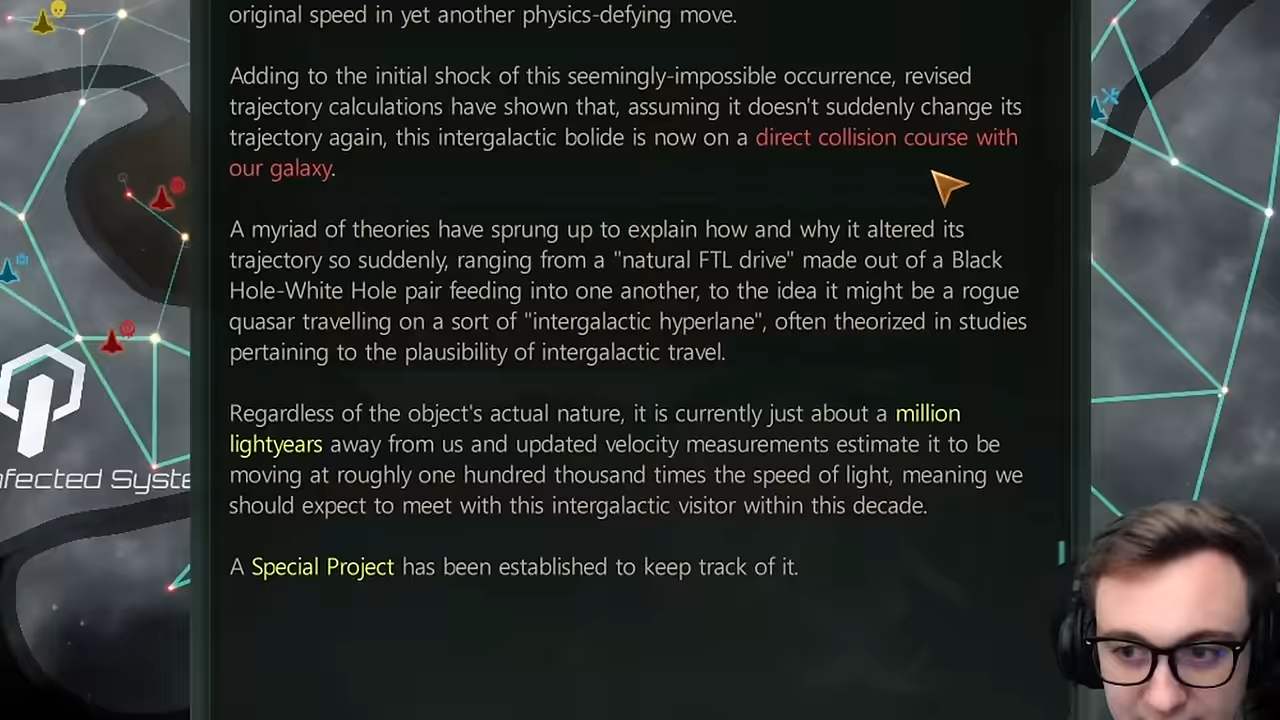 original speed in yet another physics-defying move.
Adding to the initial shock of this seemingly-impossible occurrence, revised
trajectory calculations have shown that, assuming it doesn't suddenly change its
trajectory again, this intergalactic bolide is now on a direct collision course with
our galaxy.
A myriad of theories have sprung up to explain how and why it altered its
trajectory so suddenly, ranging from a "natural FTL drive" made out of a Black
Hole-White Hole pair feeding into one another, to the idea it might be a rogue
quasar travelling on a sort of "intergalactic hyperlane", often theorized in studies
pertaining to the plausibility of intergalactic travel.
Regardless of the object's actual nature, it is currently just about a million
lightyears away from us and updated velocity measurements estimate it to be
moving at roughly one hundred thousand times the speed of light, meaning we
should expect to meet with this intergalactic visitor within this decade.
A Special Project has been established to keep track of it.
nfected Syste